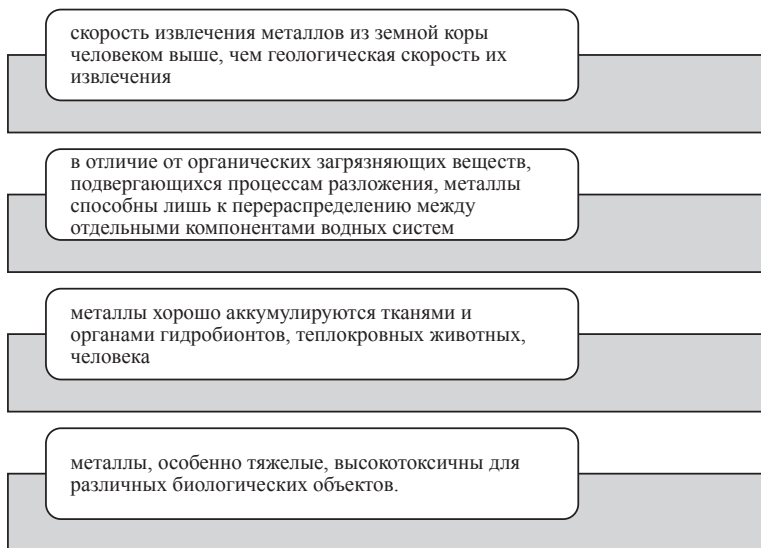 скорость извлечения металлов из земной коры
человеком выше, чем геологическая скорость их
извлечения
в отличие от органических загрязняющих веществ,
подвергающихся процессам разложения, металлы
способны лишь к перераспределению между
отдельными компонентами водных систем
металлы хорошо аккумулируются тканями и
органами гидробионтов, теплокровных животных,
человека
металлы, особенно тяжелые, высокотоксичны для
различных биологических объектов.